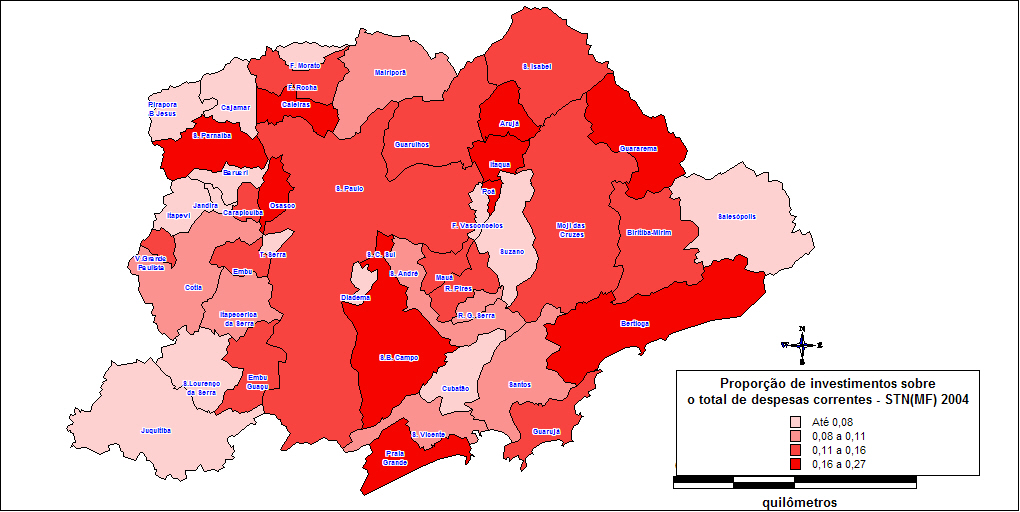 F. Morato
S. Isabel
Mairiporã
F. Rocha
Pirapora
B Jesus
Cajamar
Caieiras
Arujá
S. Parnaíba
Guarulhos
Guararema
Itaqua
Barueri
S. Paulo
Poá
Jandira
Osasco
Itapevi
Carapicuíba
Salesópolis
F. Vasconcelos
Moji das
Cruzes
Biritiba-Mirim
Suzano
T. Serra
S. C. Sul
V.Grande
Paulista
Embu
S. André
Mauá
Cotia
R. Pires
Diadema
Itapecerica
da Serra
R. G. Serra
Bertioga
N
W
E
S
S.B. Campo
Embu
Guaçu
S.Lourenço
da Serra
Cubatão
Santos
Juquitiba
S. Vicente
Guarujá
Praia
Grande
Proporção de investimentos sobre
o total de despesas correntes - STN(MF) 2004
Até 0,08
0,08 a 0,11
0,11 a 0,16
0,16 a 0,27
quilômetros